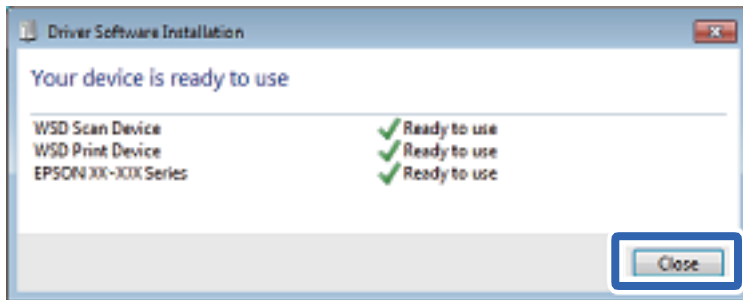 Driver Software Installation
Your device is ready to use
WSD Scan Device Ready to use
WSD Print Device Ready to use
EPSON XX-XXX Series Ready to use
Close